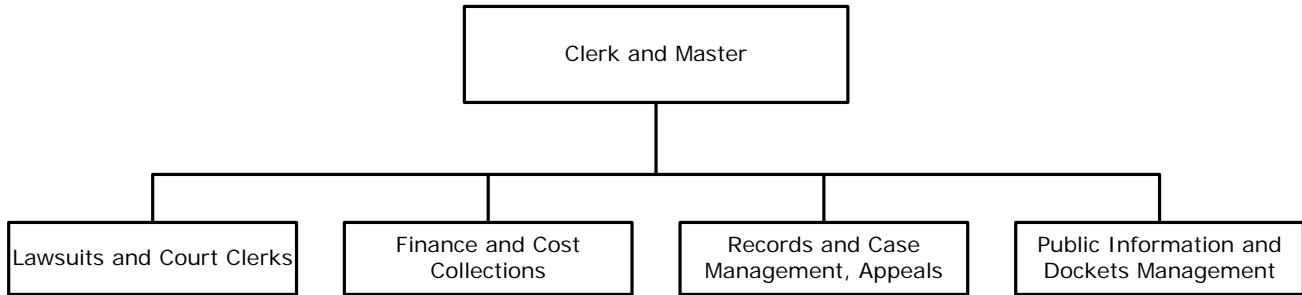 Clerk and Master
Lawsuits and Court Clerks
Finance and Cost
Collections
Records and Case
Management, Appeals
Public Information and
Dockets Management